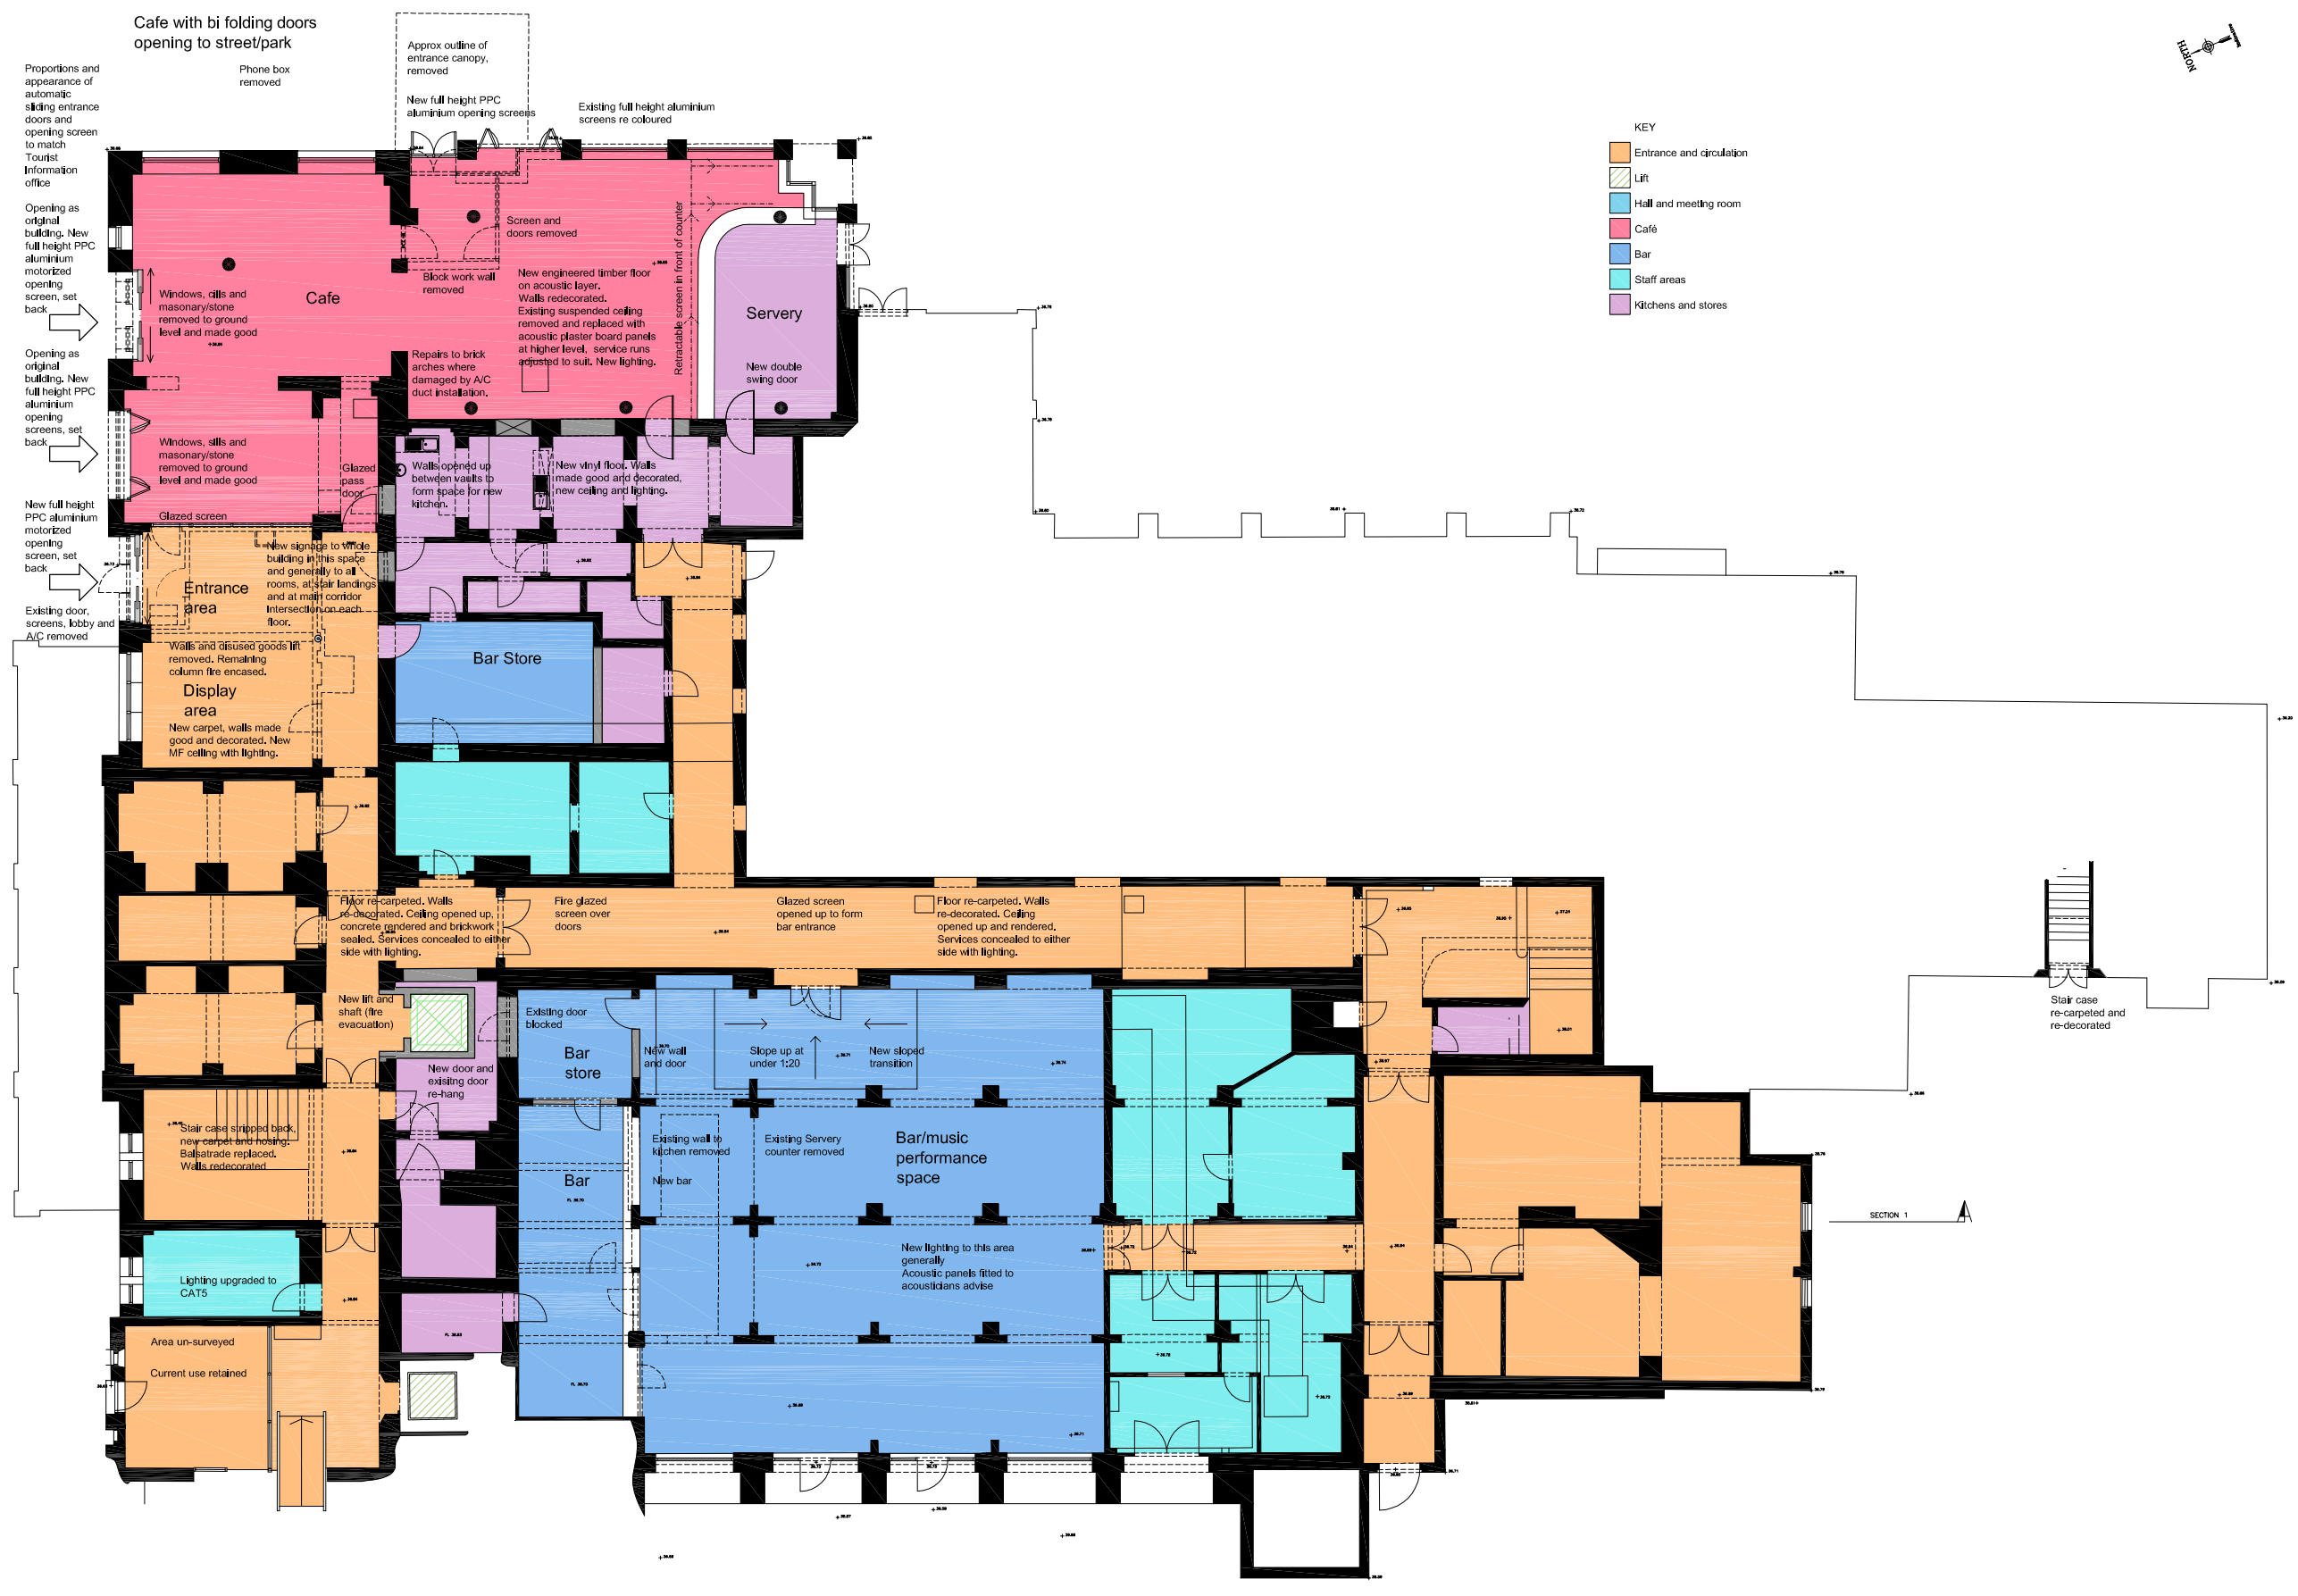 Cafe with bi folding doors
opening to street/park
Proportions and
appearance of
automatic
sliding entrance
doors and
opening screen
to match
Tourist
Information
office
Phone box
removed
Approx outline of
entrance canopy,
removed
New full height PPC
aluminium opening screens
Existing full height aluminium
screens re coloured
NORTH
KEY
Entrance and circulation
Lift
Hall and meeting room
Café
Bar
Staff areas
Kitchens and stores
Opening as
original
building. New
full height PPC
aluminium
motorized
opening
screen, set
back
Opening as
original
building. New
full height PPC
aluminium
opening
screens, set
back
New full height
PPC aluminium
motorized
opening
screen, set
back
Existing door,
screens, lobby and
A/C removed
Cafe
Windows, cills and
masonary/stone
removed to ground
level and made good
Screen and
doors removed
Block work wall
removed
New engineered timber floor
on acoustic layer.
Walls redecorated.
Existing suspended ceiling
removed and replaced with
acoustic plaster board panels
at higher level, service runs
adjusted to suit. New lighting.
Retractable screen in front of counter
Servery
New double
swing door
Repairs to brick
arches where
damaged by A/C
duct installation.
Windows, sills and
masonary/stone
removed to ground
level and made good
Glazed
pass
door
Glazed screen
Walls opened up
between vaults to
form space for new
kitchen.
New vinyl floor. Walls
made good and decorated,
new ceiling and lighting.
Entrance
area
New signage to whole
building in this space
and generally to all
rooms, at stair landings
and at main corridor
intersection on each
floor.
Walls and disused goods lift
removed. Remaining
column fire encased.
Display
area
New carpet, walls made
good and decorated. New
MF ceiling with lighting.
Bar Store
Floor re-carpeted. Walls
re-decorated. Ceiling opened up,
concrete rendered and brickwork
sealed. Services concealed to either
side with lighting.
Fire glazed
screen over
doors
Glazed screen
opened up to form
bar entrance
Floor re-carpeted. Walls
re-decorated. Ceiling
opened up and rendered.
Services concealed to either
side with lighting.
New lift and
shaft (fire
evacuation)
Existing door
blocked
Bar
store
New wall
and door
Slope up at
under 1:20
New sloped
transition
Stair case
re-carpeted and
re-decorated
New door and
exisitng door
re-hang
Stair case stripped back,
new carpet and nosing.
Balsatrade replaced.
Walls redecorated
Existing wall to
kitchen removed
Existing Servery
counter removed
Bar/music
performance
space
Bar
New bar
SECTION 1
A
New lighting to this area
generally
Acoustic panels fitted to
acousticians advise
Lighting upgraded to
CAT5
Area un-surveyed
Current use retained